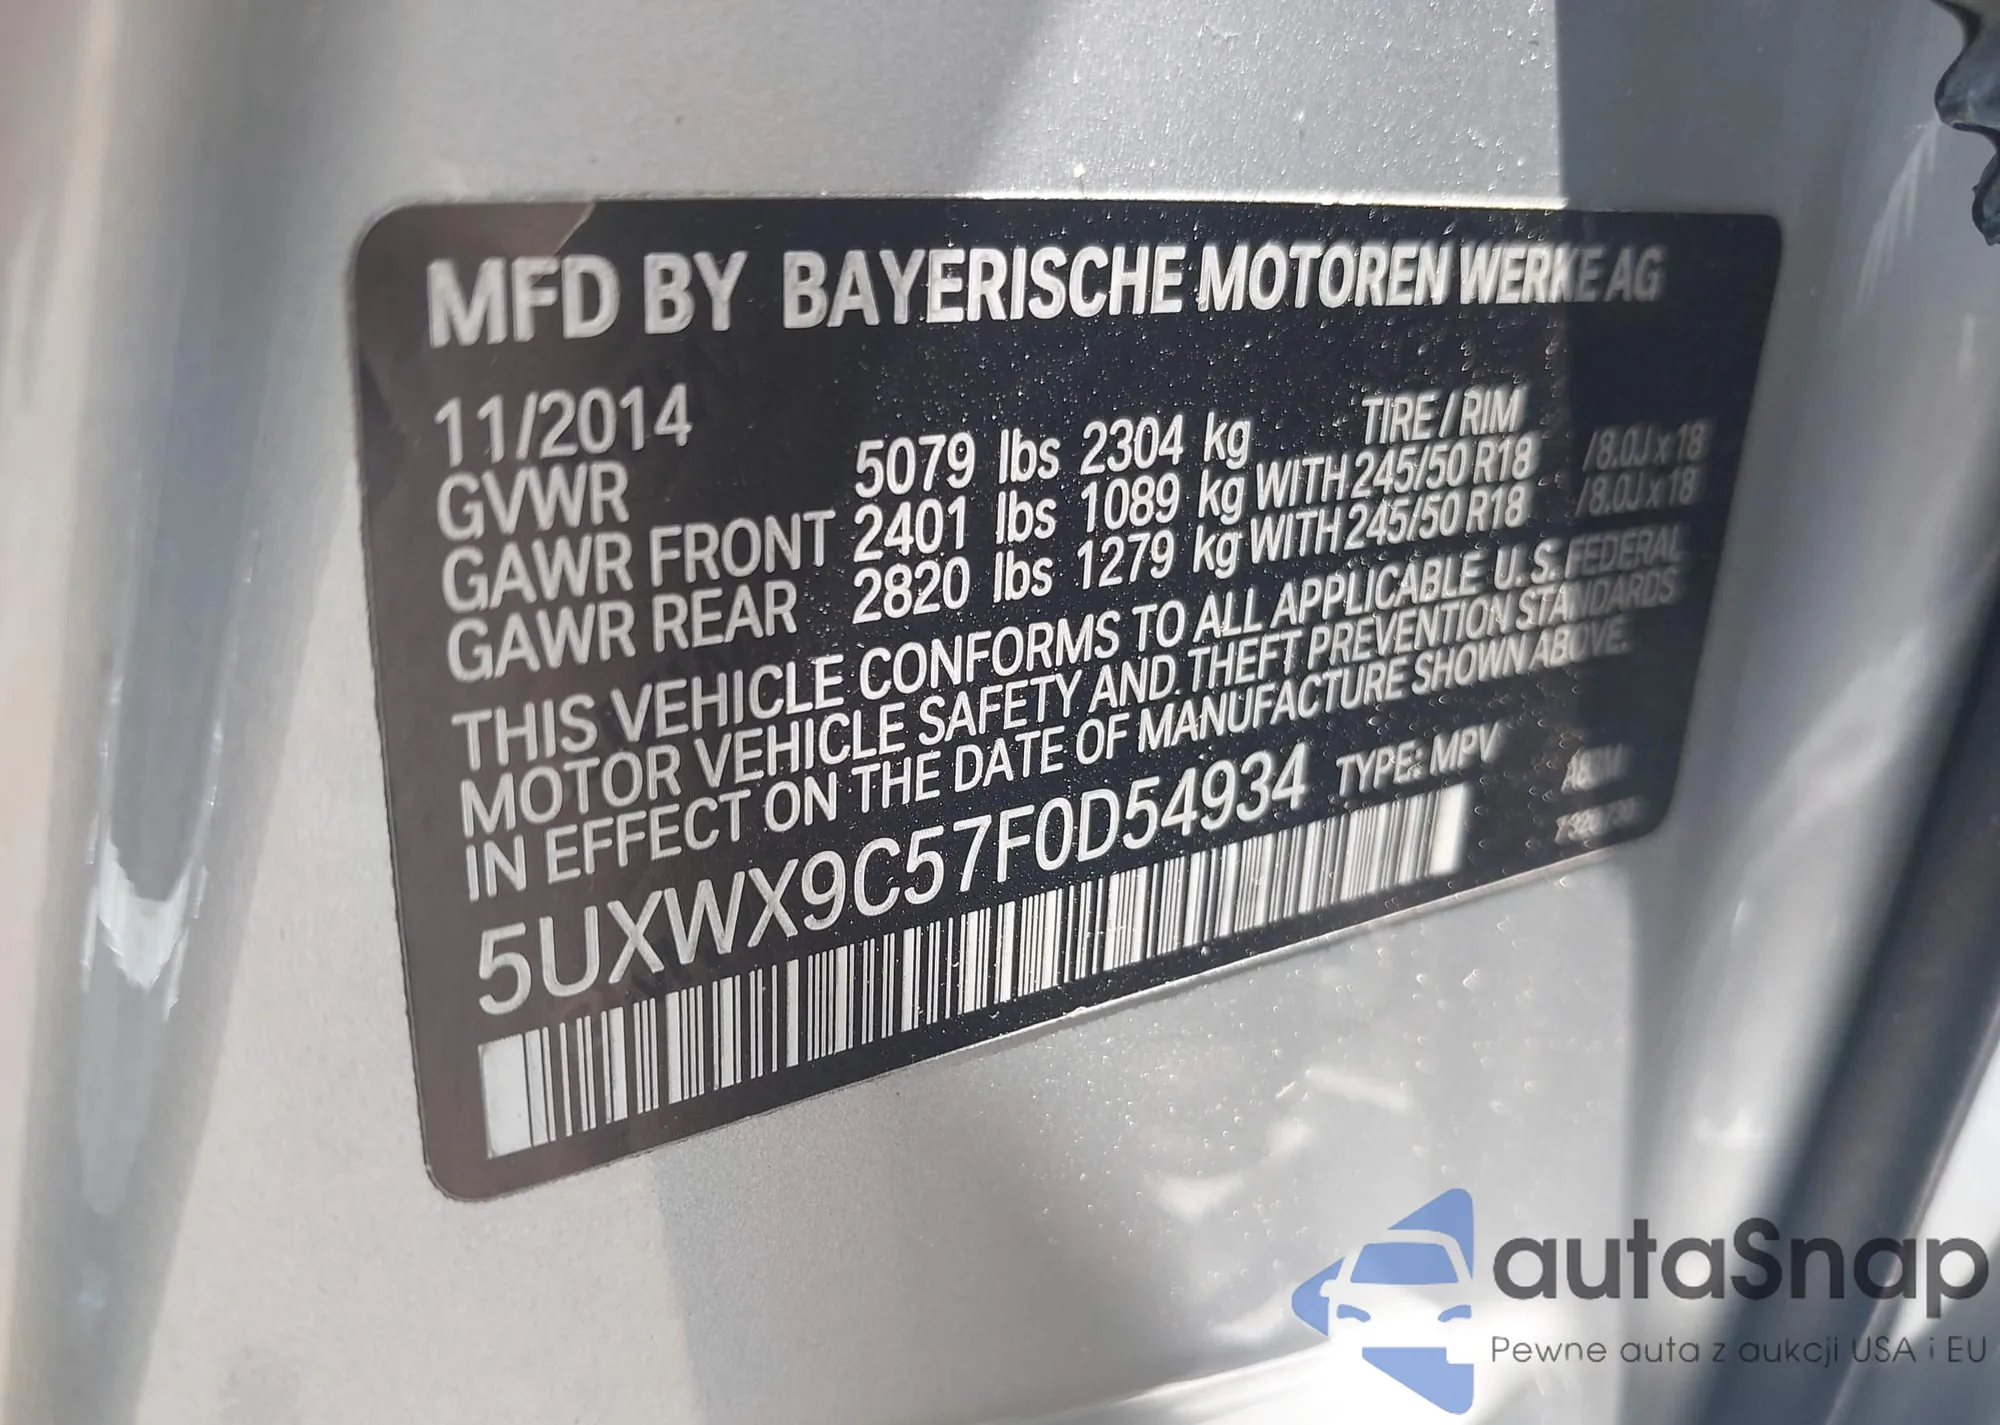 MFD BY BAYERISCHE MOTOREN WERKE AG
11/2014 TIRE / RIM
GVWR 5079 lbs 2304 kg
GAWR FRONT 2401 lbs 1089 kg WITH 245/50 R18 /8.0J x 18
GAWR REAR 2820 lbs 1279 kg WITH 245/50 R18 /8.0J x 18
THIS VEHICLE CONFORMS TO ALL APPLICABLE U. S. FEDERAL
MOTOR VEHICLE SAFETY AND THEFT PREVENTION STANDARDS
IN EFFECT ON THE DATE OF MANUFACTURE SHOWN ABOVE.
5UXWX9C57F0D54934 TYPE: MPV
autaSnap
Pewne auta z aukcji USA i EU